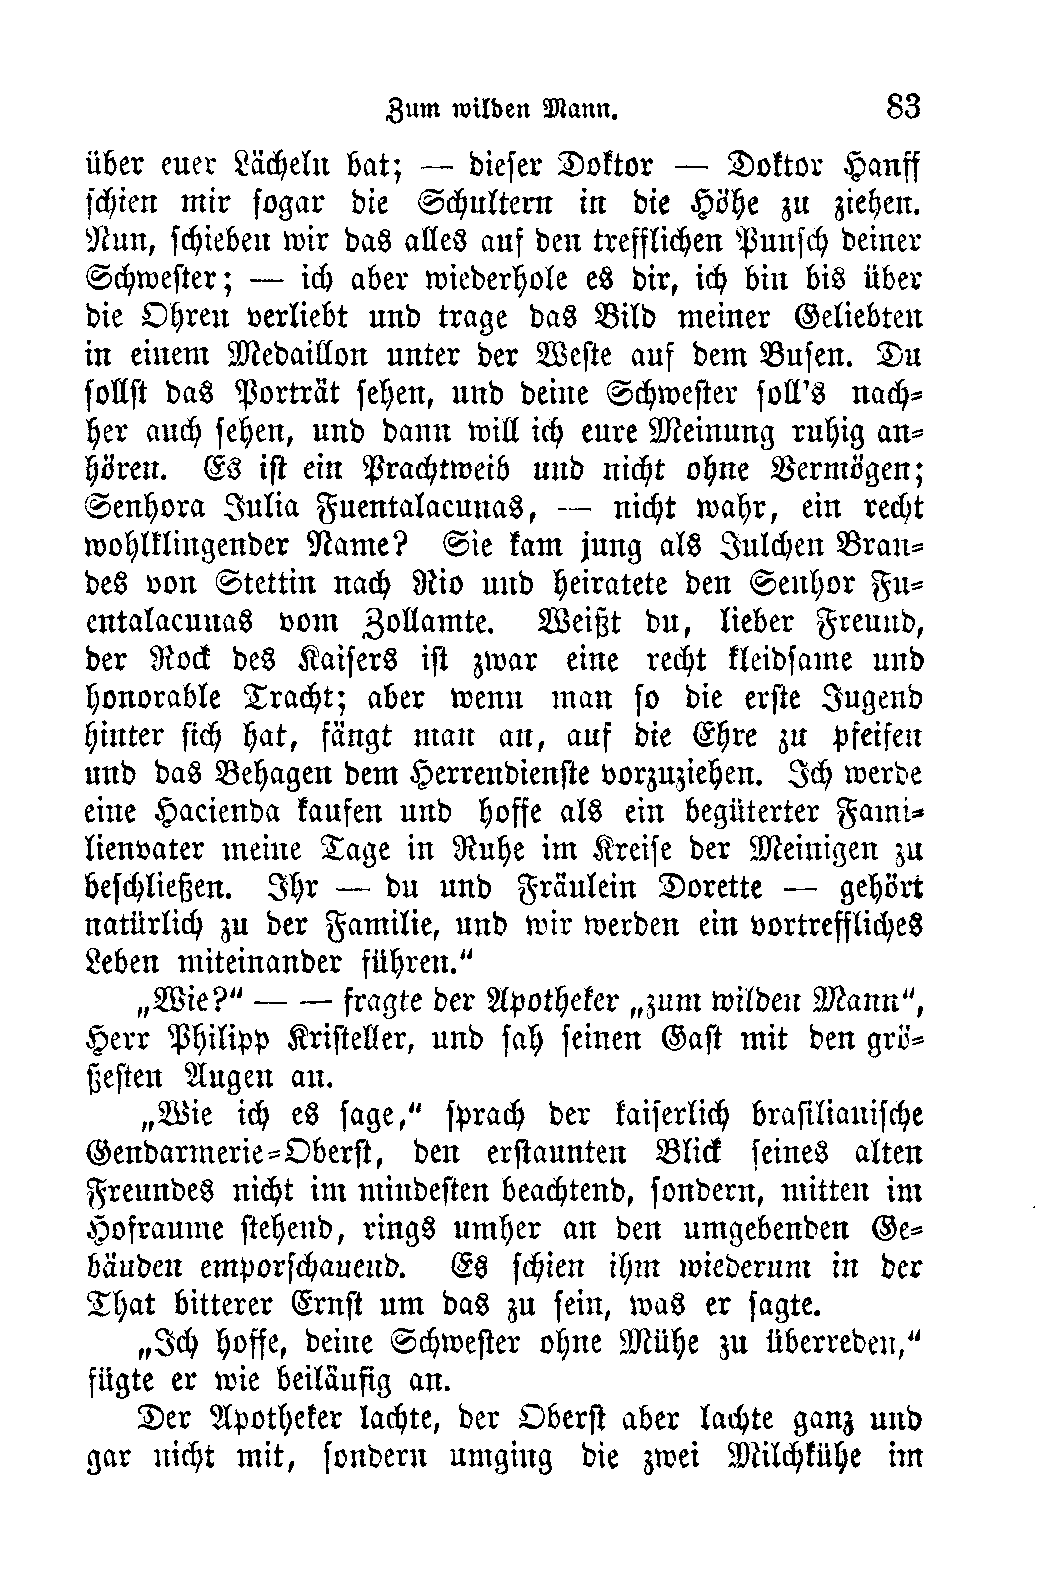 Zum wilden Mann. 83
über euer Lächeln hat; — dieser Doktor — Doktor Hanff
schien mir sogar die Schultern in die Höhe zu ziehen.
Nun, schieben wir das alles auf den trefflichen Punsch deiner
Schwester; — ich aber wiederhole es dir, ich bin bis über
die Ohren verliebt und trage das Bild meiner Geliebten
in einem Medaillon unter der Weste auf dem Busen. Du
sollst das Porträt sehen, und deine Schwester soll's nach-
her auch sehen, und dann will ich eure Meinung ruhig an-
hören. Es ist ein Prachtweib und nicht ohne Vermögen;
Senhora Julia Fuentalacunas, — nicht wahr, ein recht
wohlklingender Name? Sie kam jung als Julchen Bran-
des von Stettin nach Rio und heiratete den Senhor Fu-
entalacunas vom Zollamte. Weißt du, lieber Freund,
der Rock des Kaisers ist zwar eine recht kleidsame und
honorable Tracht; aber wenn man so die erste Jugend
hinter sich hat, fängt man an, auf die Ehre zu pfeifen
und das Behagen dem Herrendienste vorzuziehen. Ich werde
eine Hacienda kaufen und hoffe als ein begüterter Fami-
lienvater meine Tage in Ruhe im Kreise der Meinigen zu
beschließen. Ihr — du und Fräulein Dorette — gehört
natürlich zu der Familie, und wir werden ein vortreffliches
Leben miteinander führen.“
„Wie?“ — — fragte der Apotheker „zum wilden Mann“,
Herr Philipp Kristeller, und sah seinen Gast mit den grö-
ßesten Augen an.
„Wie ich es sage,“ sprach der kaiserlich brasilianische
Gendarmerie-Oberst, den erstaunten Blick seines alten
Freundes nicht im mindesten beachtend, sondern, mitten im
Hofraume stehend, rings umher an den umgebenden Ge-
bäuden emporschauend. Es schien ihm wiederum in der
That bitterer Ernst um das zu sein, was er sagte.
„Ich hoffe, deine Schwester ohne Mühe zu überreden,“
fügte er wie beiläufig an.
Der Apotheker lachte, der Oberst aber lachte ganz und
gar nicht mit, sondern umging die zwei Milchkühe im